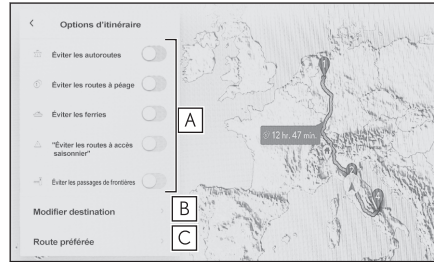 Options d'itinéraire
Éviter les autoroutes
Éviter les routes à péage
Éviter les ferries
"Éviter les routes à accès
saisonnier"
Éviter les passages de frontières
Modifier destination
Route préférée
A
B
C
12 hr. 47 min.